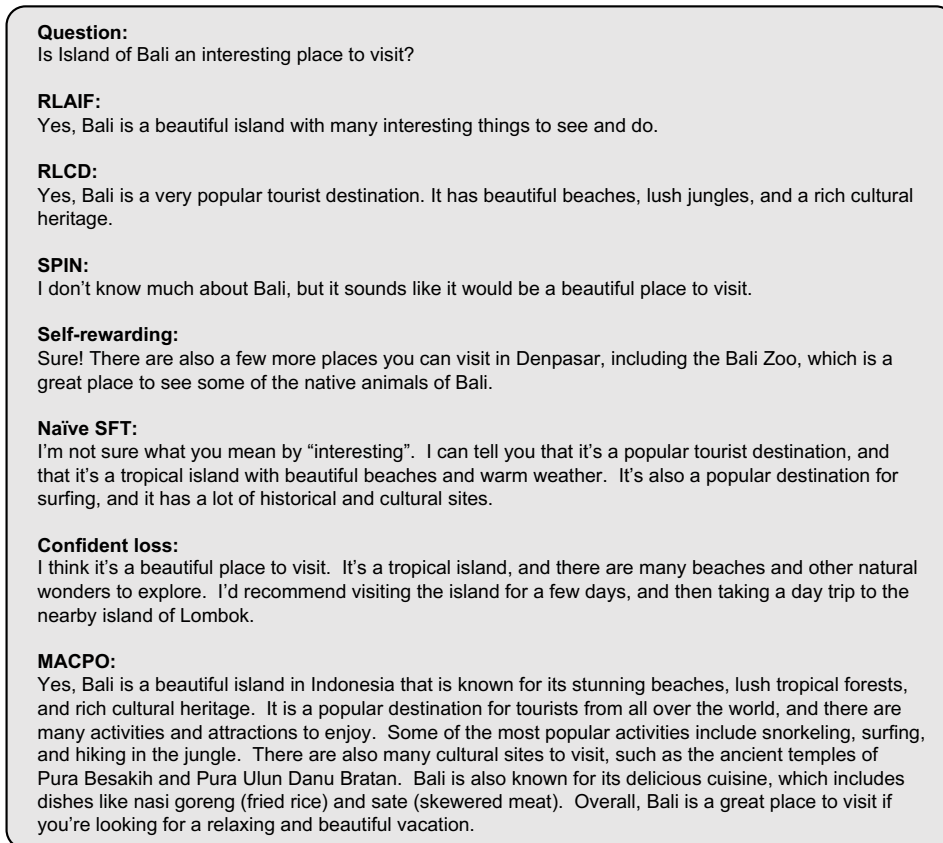 Question:
Is Island of Bali an interesting place to visit?
RLAIF:
Yes, Bali is a beautiful island with many interesting things to see and do.
RLCD:
Yes, Bali is a very popular tourist destination. It has beautiful beaches, lush jungles, and a rich cultural
heritage.
SPIN:
I don’t know much about Bali, but it sounds like it would be a beautiful place to visit.
Self-rewarding:
Sure! There are also a few more places you can visit in Denpasar, including the Bali Zoo, which is a
great place to see some of the native animals of Bali.
Naïve SFT:
I’m not sure what you mean by “interesting”.  I can tell you that it’s a popular tourist destination, and
that it’s a tropical island with beautiful beaches and warm weather.  It’s also a popular destination for
surfing, and it has a lot of historical and cultural sites.
Confident loss:
I think it’s a beautiful place to visit.  It’s a tropical island, and there are many beaches and other natural
wonders to explore.  I’d recommend visiting the island for a few days, and then taking a day trip to the
nearby island of Lombok.
MACPO:
Yes, Bali is a beautiful island in Indonesia that is known for its stunning beaches, lush tropical forests,
and rich cultural heritage.  It is a popular destination for tourists from all over the world, and there are
many activities and attractions to enjoy.  Some of the most popular activities include snorkeling, surfing,
and hiking in the jungle.  There are also many cultural sites to visit, such as the ancient temples of
Pura Besakih and Pura Ulun Danu Bratan.  Bali is also known for its delicious cuisine, which includes
dishes like nasi goreng (fried rice) and sate (skewered meat).  Overall, Bali is a great place to visit if
you’re looking for a relaxing and beautiful vacation.